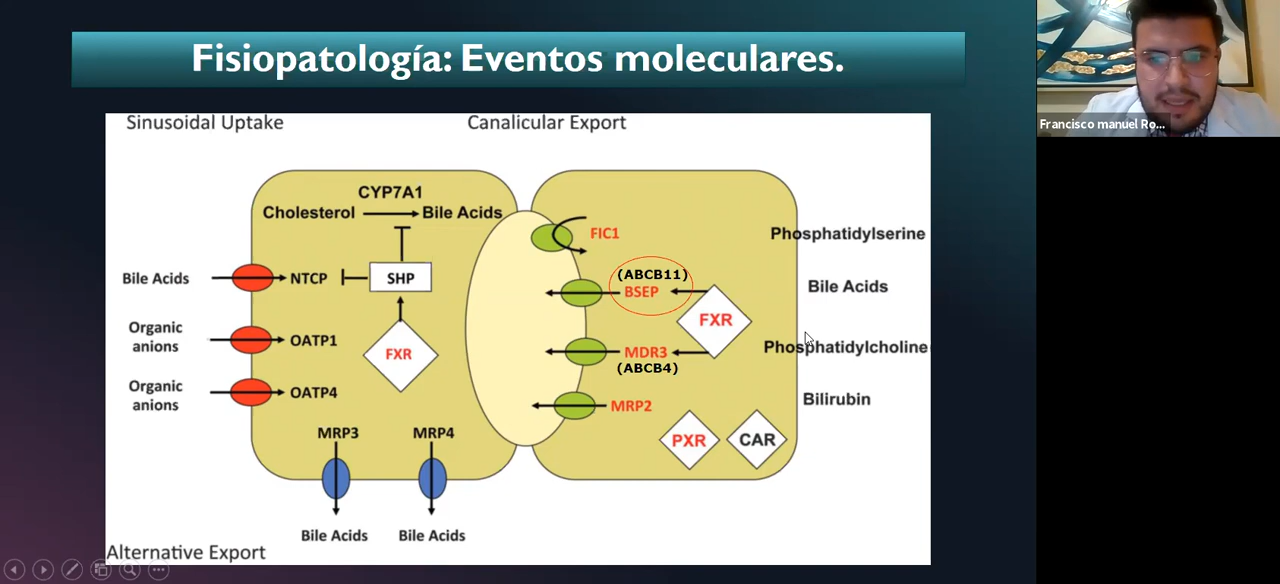 Fisiopatología: Eventos moleculares.
Francisco manuel Ro...
Sinusoidal Uptake
Canalicular Export
CYP7A1
Cholesterol
Bile Acids
Bile Acids
NTCP
SHP
Organic
anions
OATP1
FXR
Organic
anions
OATP4
MRP3
MRP4
Bile Acids
Bile Acids
Alternative Export
FIC1
Phosphatidylserine
(ABCB11)
BSEP
Bile Acids
FXR
MDR3
(ABCB4)
Phosphatidylcholine
MRP2
Bilirubin
PXR
CAR